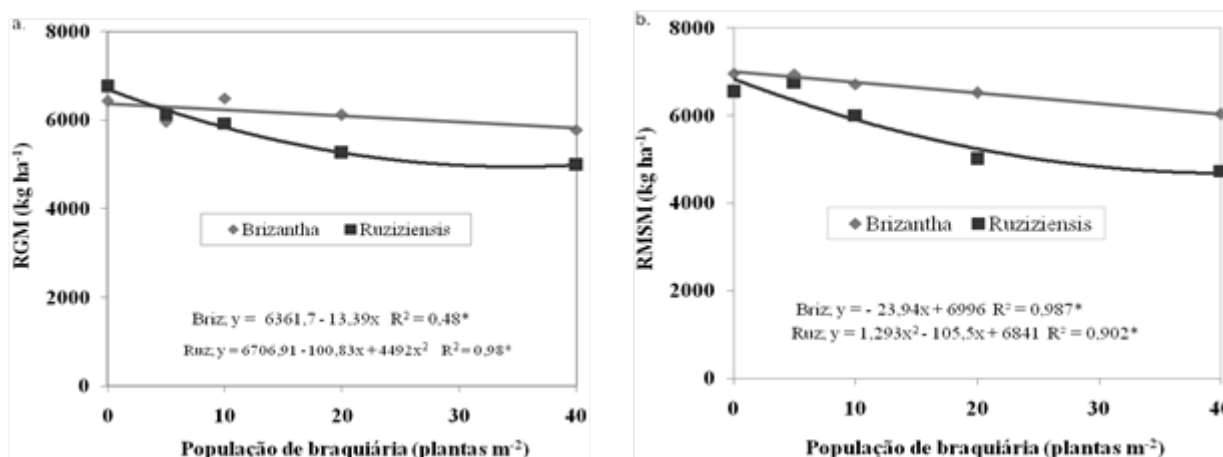 a.
8000
6000
4000
2000
0
RGM (kg ha⁻¹)
Brizantha Ruziziensis
Briz; y = 6361,7 - 13,39x R² = 0,48*
Ruz; y = 6706,91 - 100,83x + 4492x² R² = 0,98*
0 10 20 30 40
População de braquiária (plantas m⁻²)
b.
8000
6000
4000
2000
0
RMSM (kg ha⁻¹)
Brizantha Ruziziensis
Briz; y = - 23,94x + 6996 R² = 0,987*
Ruz; y = 1,293x² - 105,5x + 6841 R² = 0,902*
0 10 20 30 40
População de braquiária (plantas m⁻²)